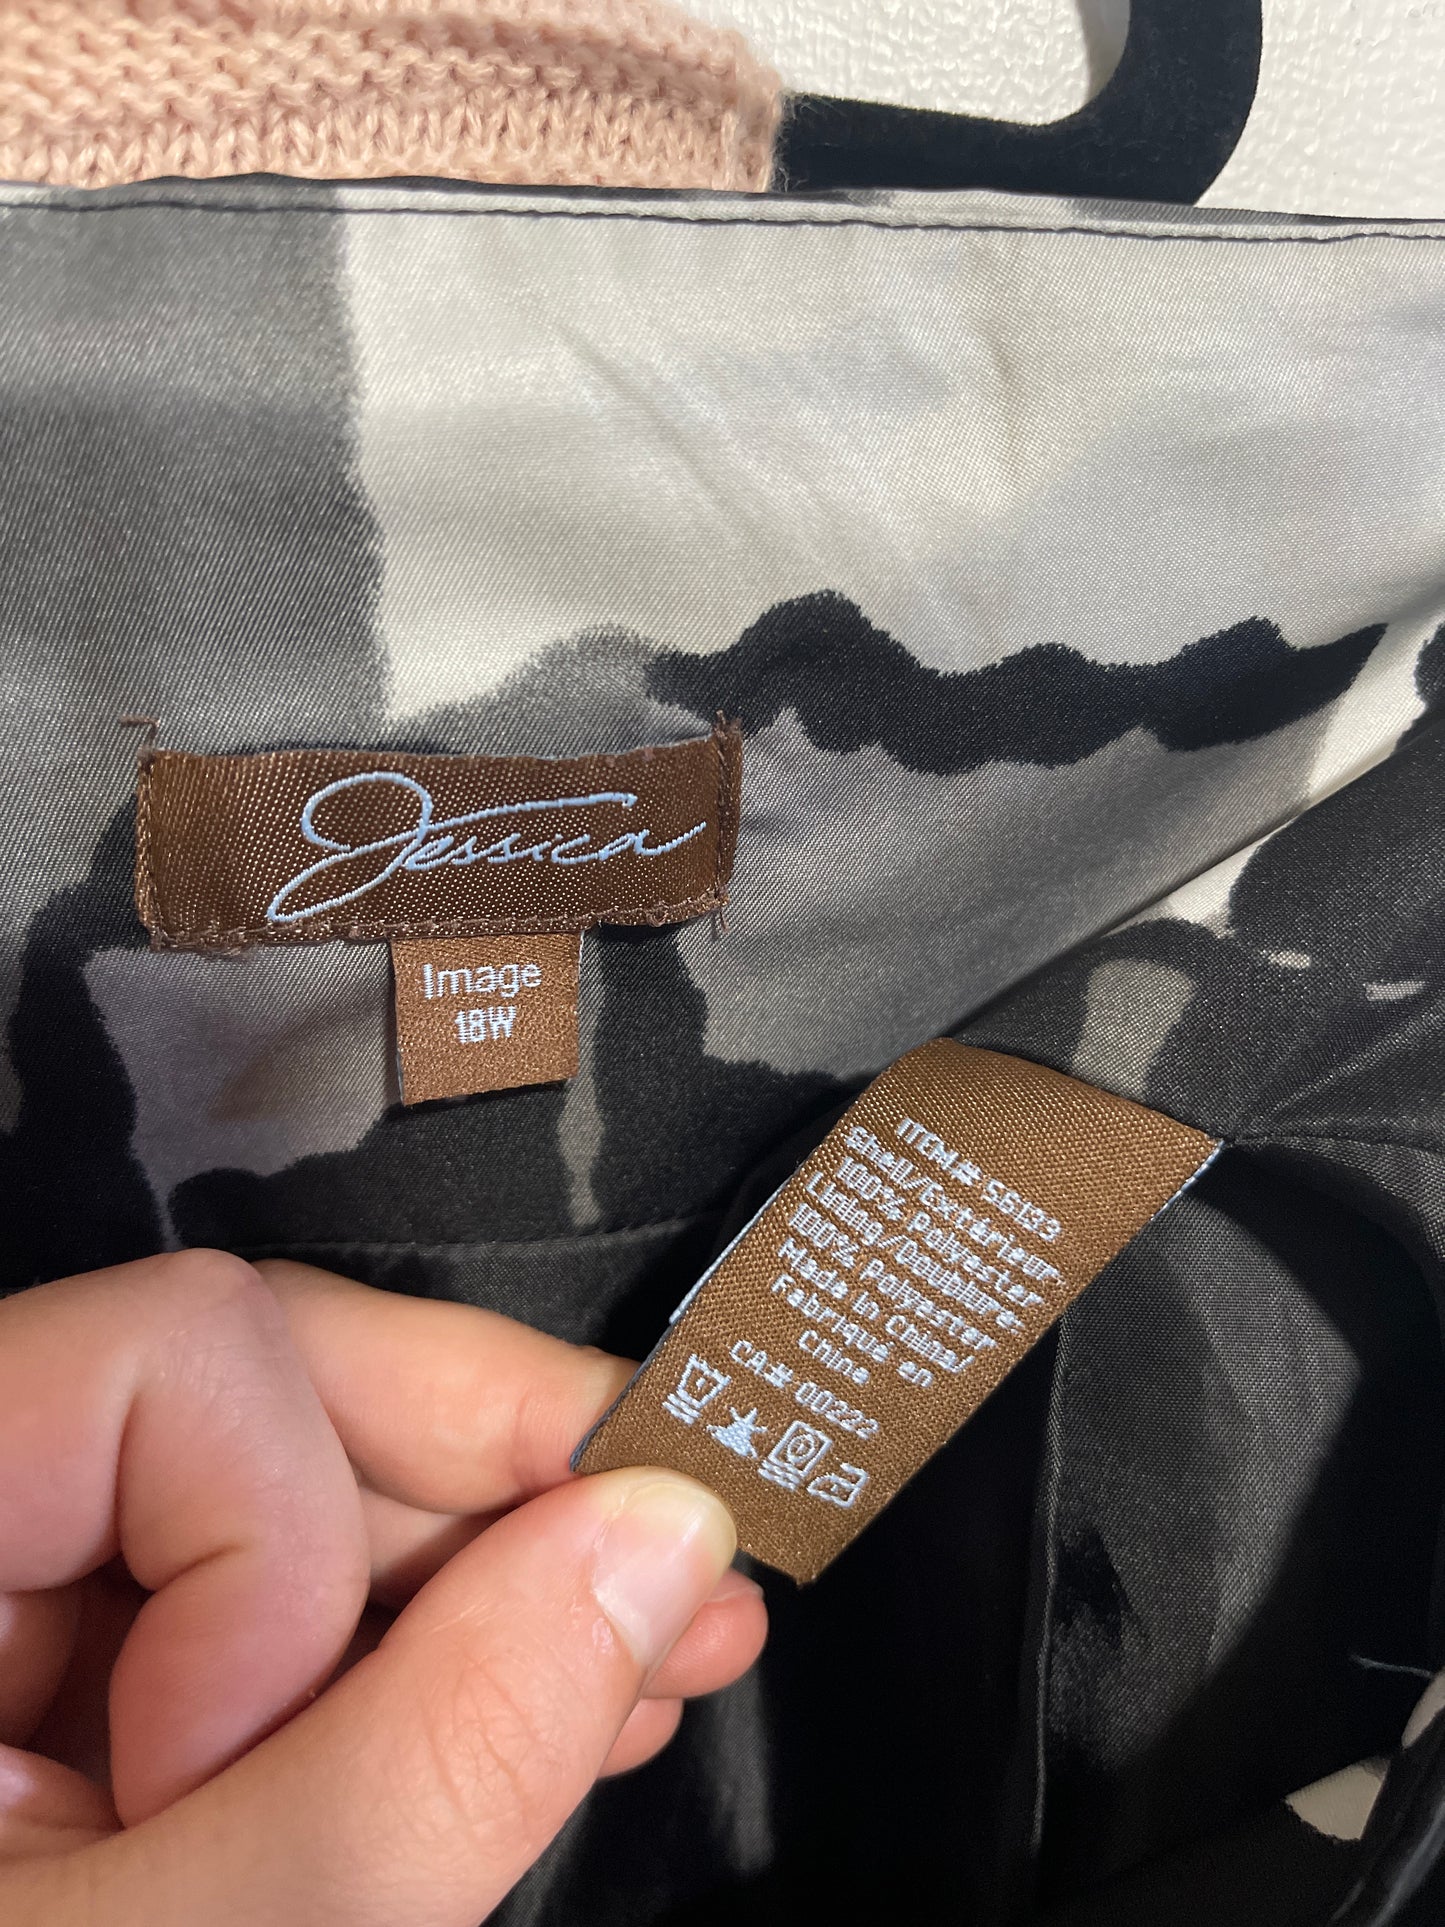 Jessica
Image
18W
ITEM# 56133
Shell/Extérieur:
100% Polyester
Lining/Doublure:
100% Polyester
Made in China/
Fabriqué en
Chine
CA# 00222